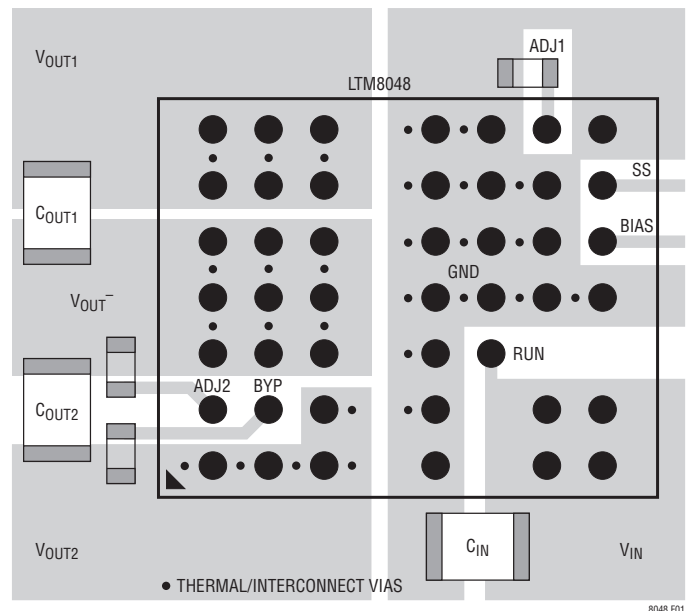 VOUT1
ADJ1
LTM8048
SS
COUT1
BIAS
GND
VOUT–
RUN
ADJ2 BYP
COUT2
CIN
VOUT2
VIN
• THERMAL/INTERCONNECT VIAS
8048 F01